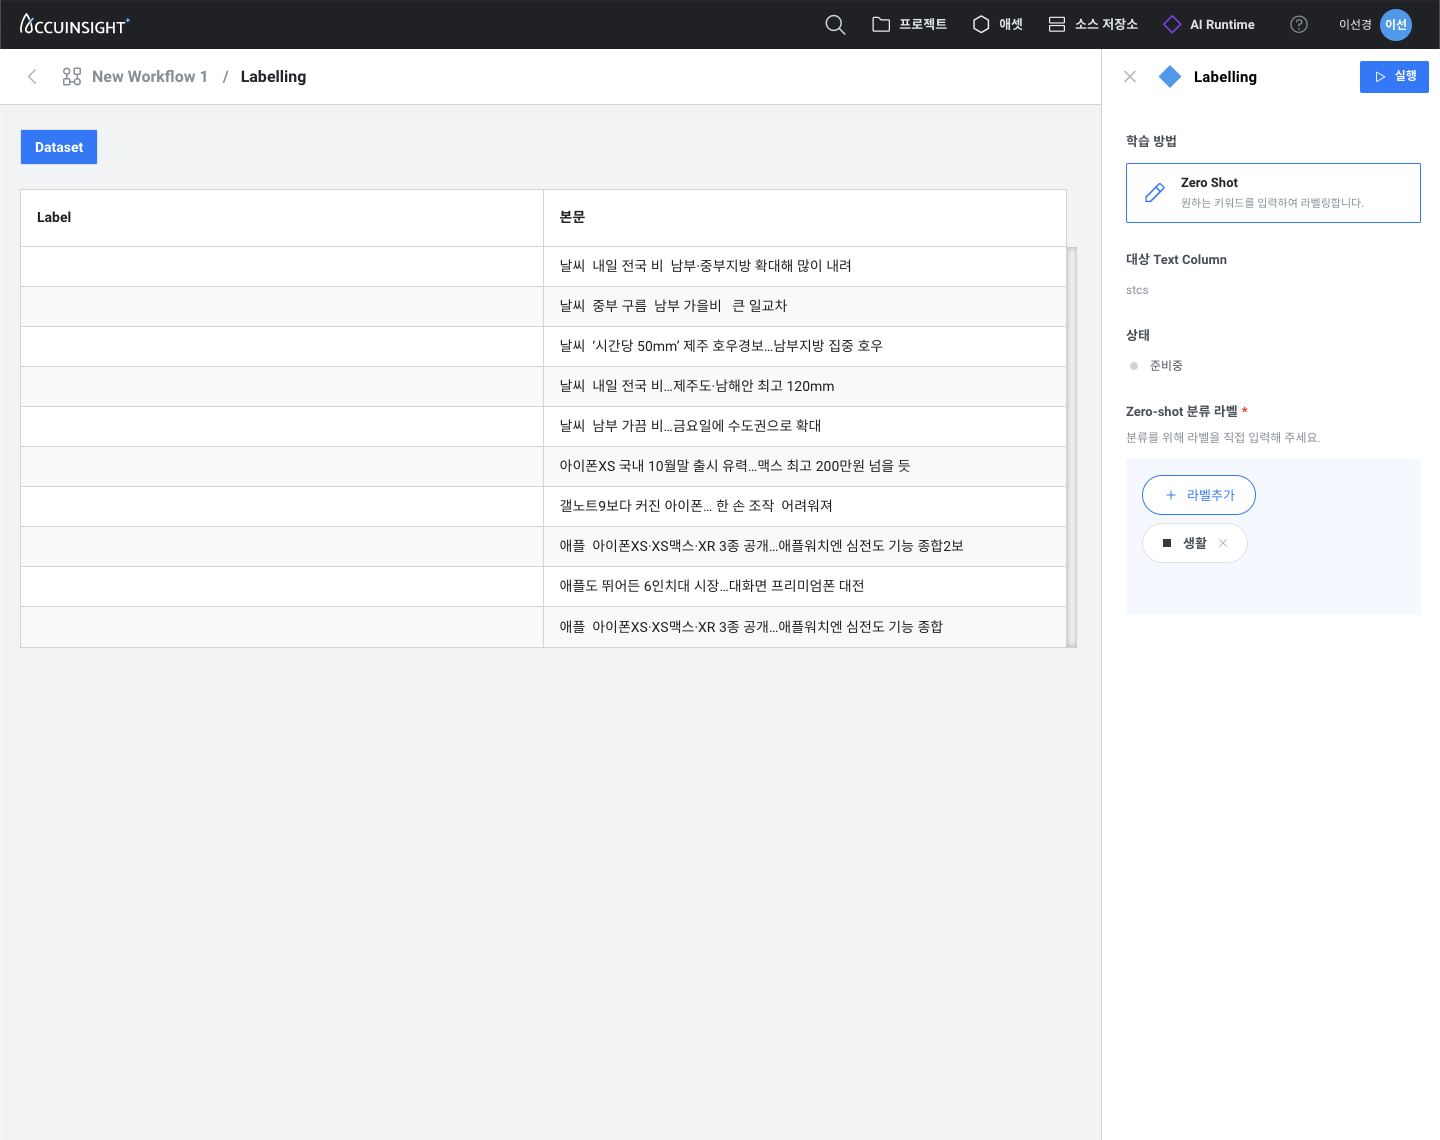 ACCUINSIGHT+
프로젝트
애셋
소스 저장소
AI Runtime
?
이선경
이선
New Workflow 1 / Labelling
Dataset
Label
본문
날씨 내일 전국 비 남부·중부지방 확대해 많이 내려
날씨 중부 구름 남부 가을비 큰 일교차
날씨 ‘시간당 50mm’ 제주 호우경보…남부지방 집중 호우
날씨 내일 전국 비…제주도·남해안 최고 120mm
날씨 남부 가끔 비…금요일에 수도권으로 확대
아이폰XS 국내 10월말 출시 유력…맥스 최고 200만원 넘을 듯
갤노트9보다 커진 아이폰… 한 손 조작 어려워져
애플 아이폰XS·XS맥스·XR 3종 공개…애플워치엔 심전도 기능 종합2보
애플도 뛰어든 6인치대 시장…대화면 프리미엄폰 대전
애플 아이폰XS·XS맥스·XR 3종 공개…애플워치엔 심전도 기능 종합
Labelling
실행
학습 방법
Zero Shot
원하는 키워드를 입력하여 라벨링합니다.
대상 Text Column
stcs
상태
준비중
Zero-shot 분류 라벨 *
분류를 위해 라벨을 직접 입력해 주세요.
+ 라벨추가
생활